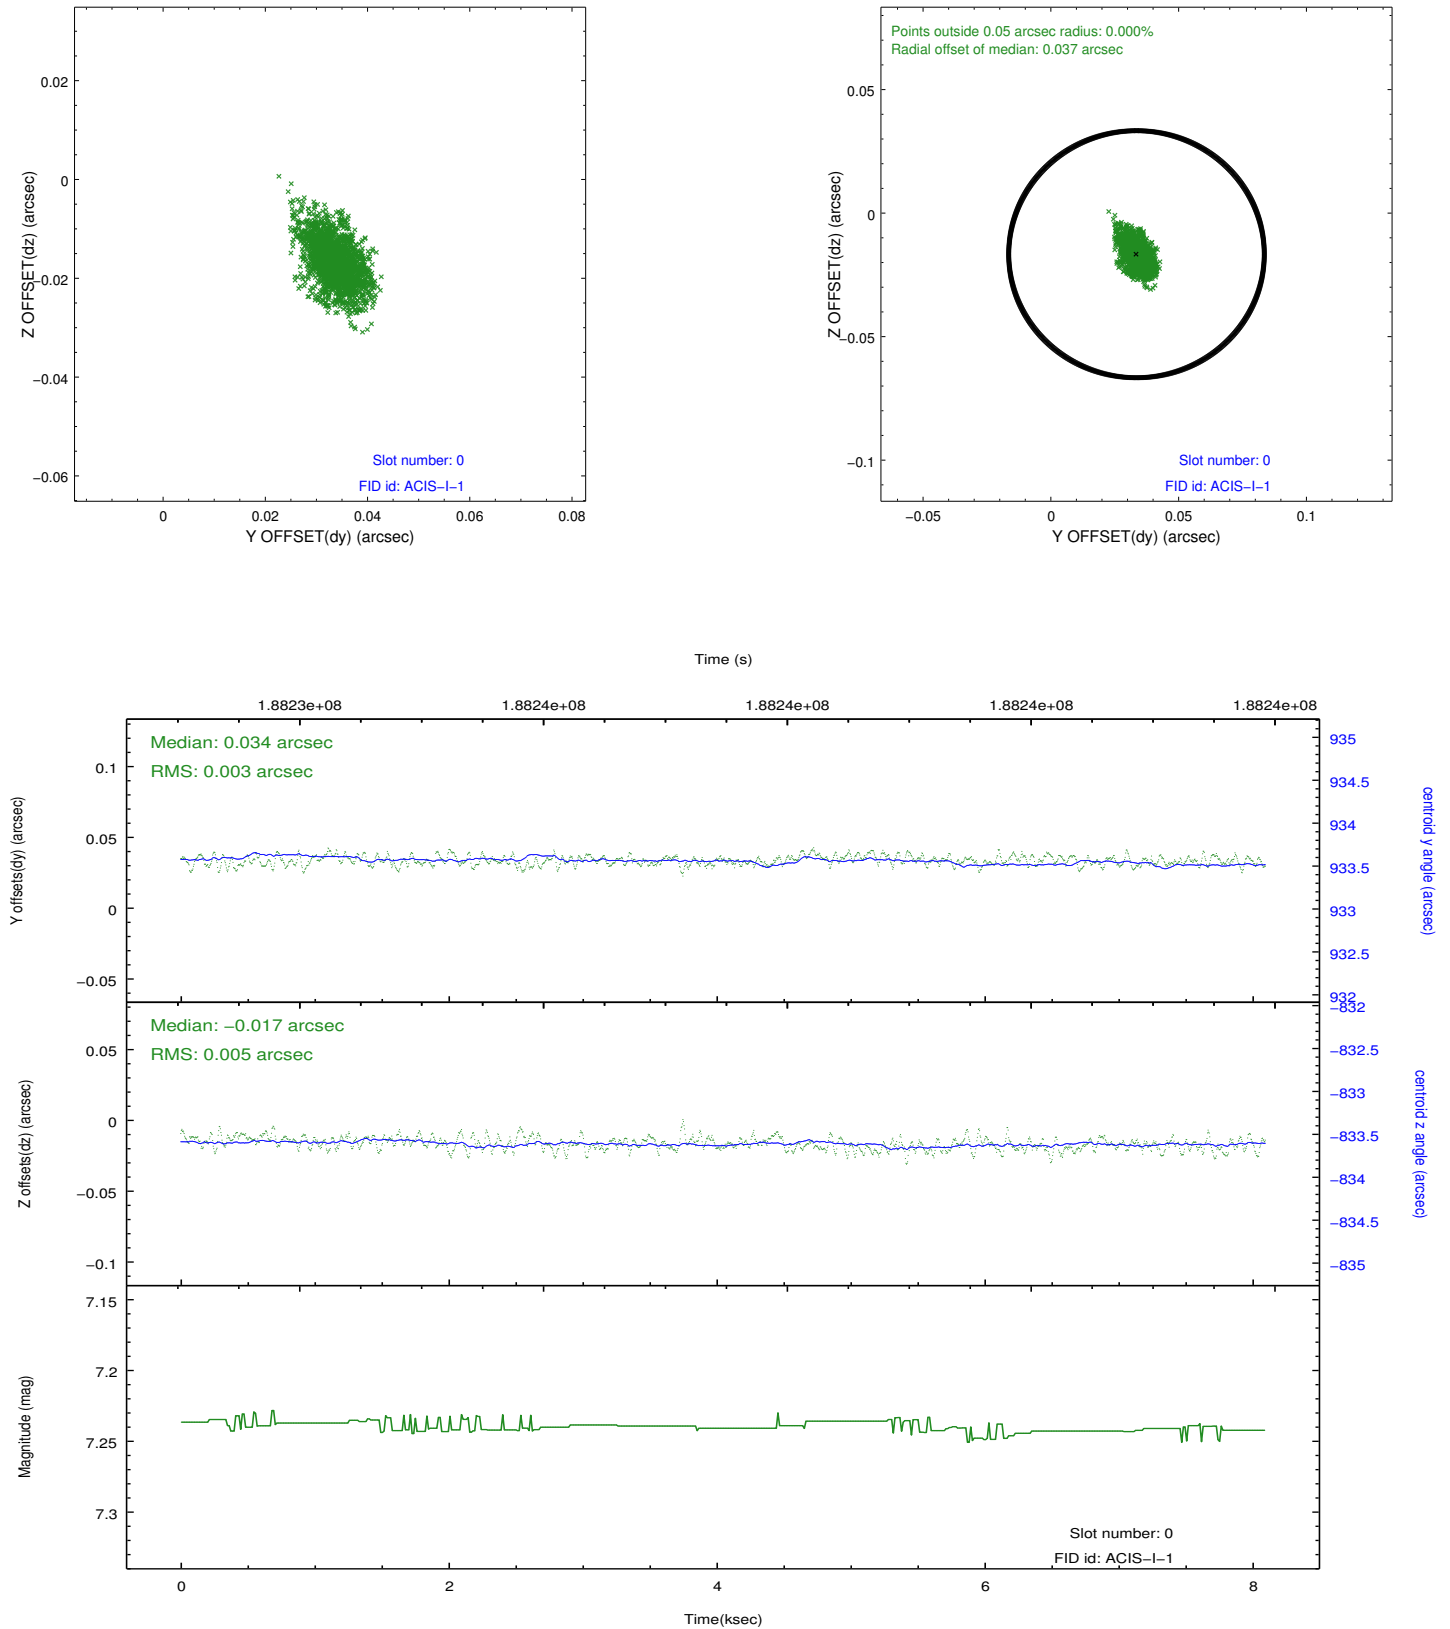 0.02
0
−0.02
−0.04
−0.06
Z OFFSET(dz) (arcsec)
Slot number: 0
FID id: ACIS−I−1
0
0.02
0.04
0.06
0.08
Y OFFSET(dy) (arcsec)
Points outside 0.05 arcsec radius: 0.000%
Radial offset of median: 0.037 arcsec
0.05
0
−0.05
−0.1
Z OFFSET(dz) (arcsec)
Slot number: 0
FID id: ACIS−I−1
−0.05
0
0.05
0.1
Y OFFSET(dy) (arcsec)
Time (s)
1.8823e+08
1.8824e+08
1.8824e+08
1.8824e+08
1.8824e+08
Median: 0.034 arcsec
RMS: 0.003 arcsec
0.1
0.05
0
−0.05
Y offsets(dy) (arcsec)
935
934.5
934
933.5
933
932.5
932
centroid y angle (arcsec)
Median: −0.017 arcsec
RMS: 0.005 arcsec
0.05
0
−0.05
−0.1
Z offsets(dz) (arcsec)
−832
−832.5
−833
−833.5
−834
−834.5
−835
centroid z angle (arcsec)
7.15
7.2
7.25
7.3
Magnitude (mag)
Slot number: 0
FID id: ACIS−I−1
0
2
4
6
8
Time(ksec)